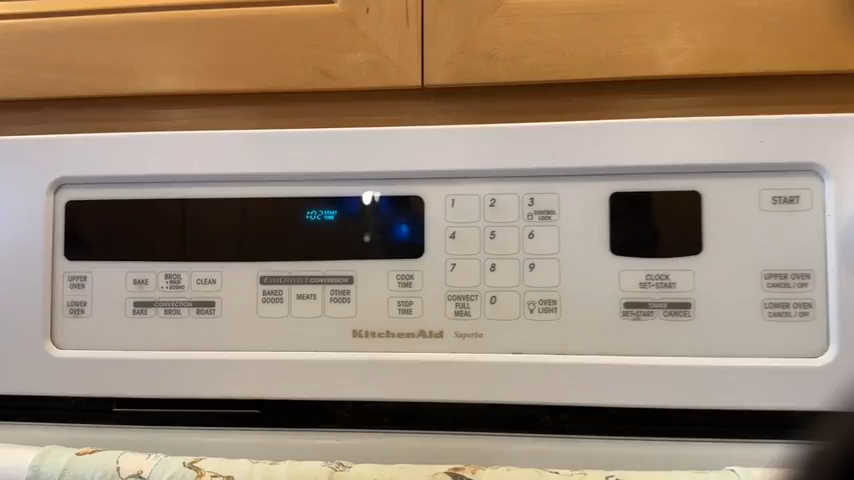 START
1 2 3
CONTROL
LOCK
4 5 6
7 8 9
0
UPPER
OVEN
LOWER
OVEN
BAKE
BROIL
CLEAN
CONVECTION
BAKE BROIL ROAST
EASYCONVECT CONVERSION
BAKED
GOODS
MEATS
OTHER
FOODS
COOK
TIME
STOP
TIME
CONVECT
FULL
MEAL
OVEN
LIGHT
CLOCK
SET•START
TIMER
SET•START CANCEL
UPPER OVEN
CANCEL / OFF
LOWER OVEN
CANCEL / OFF
KitchenAid Superba